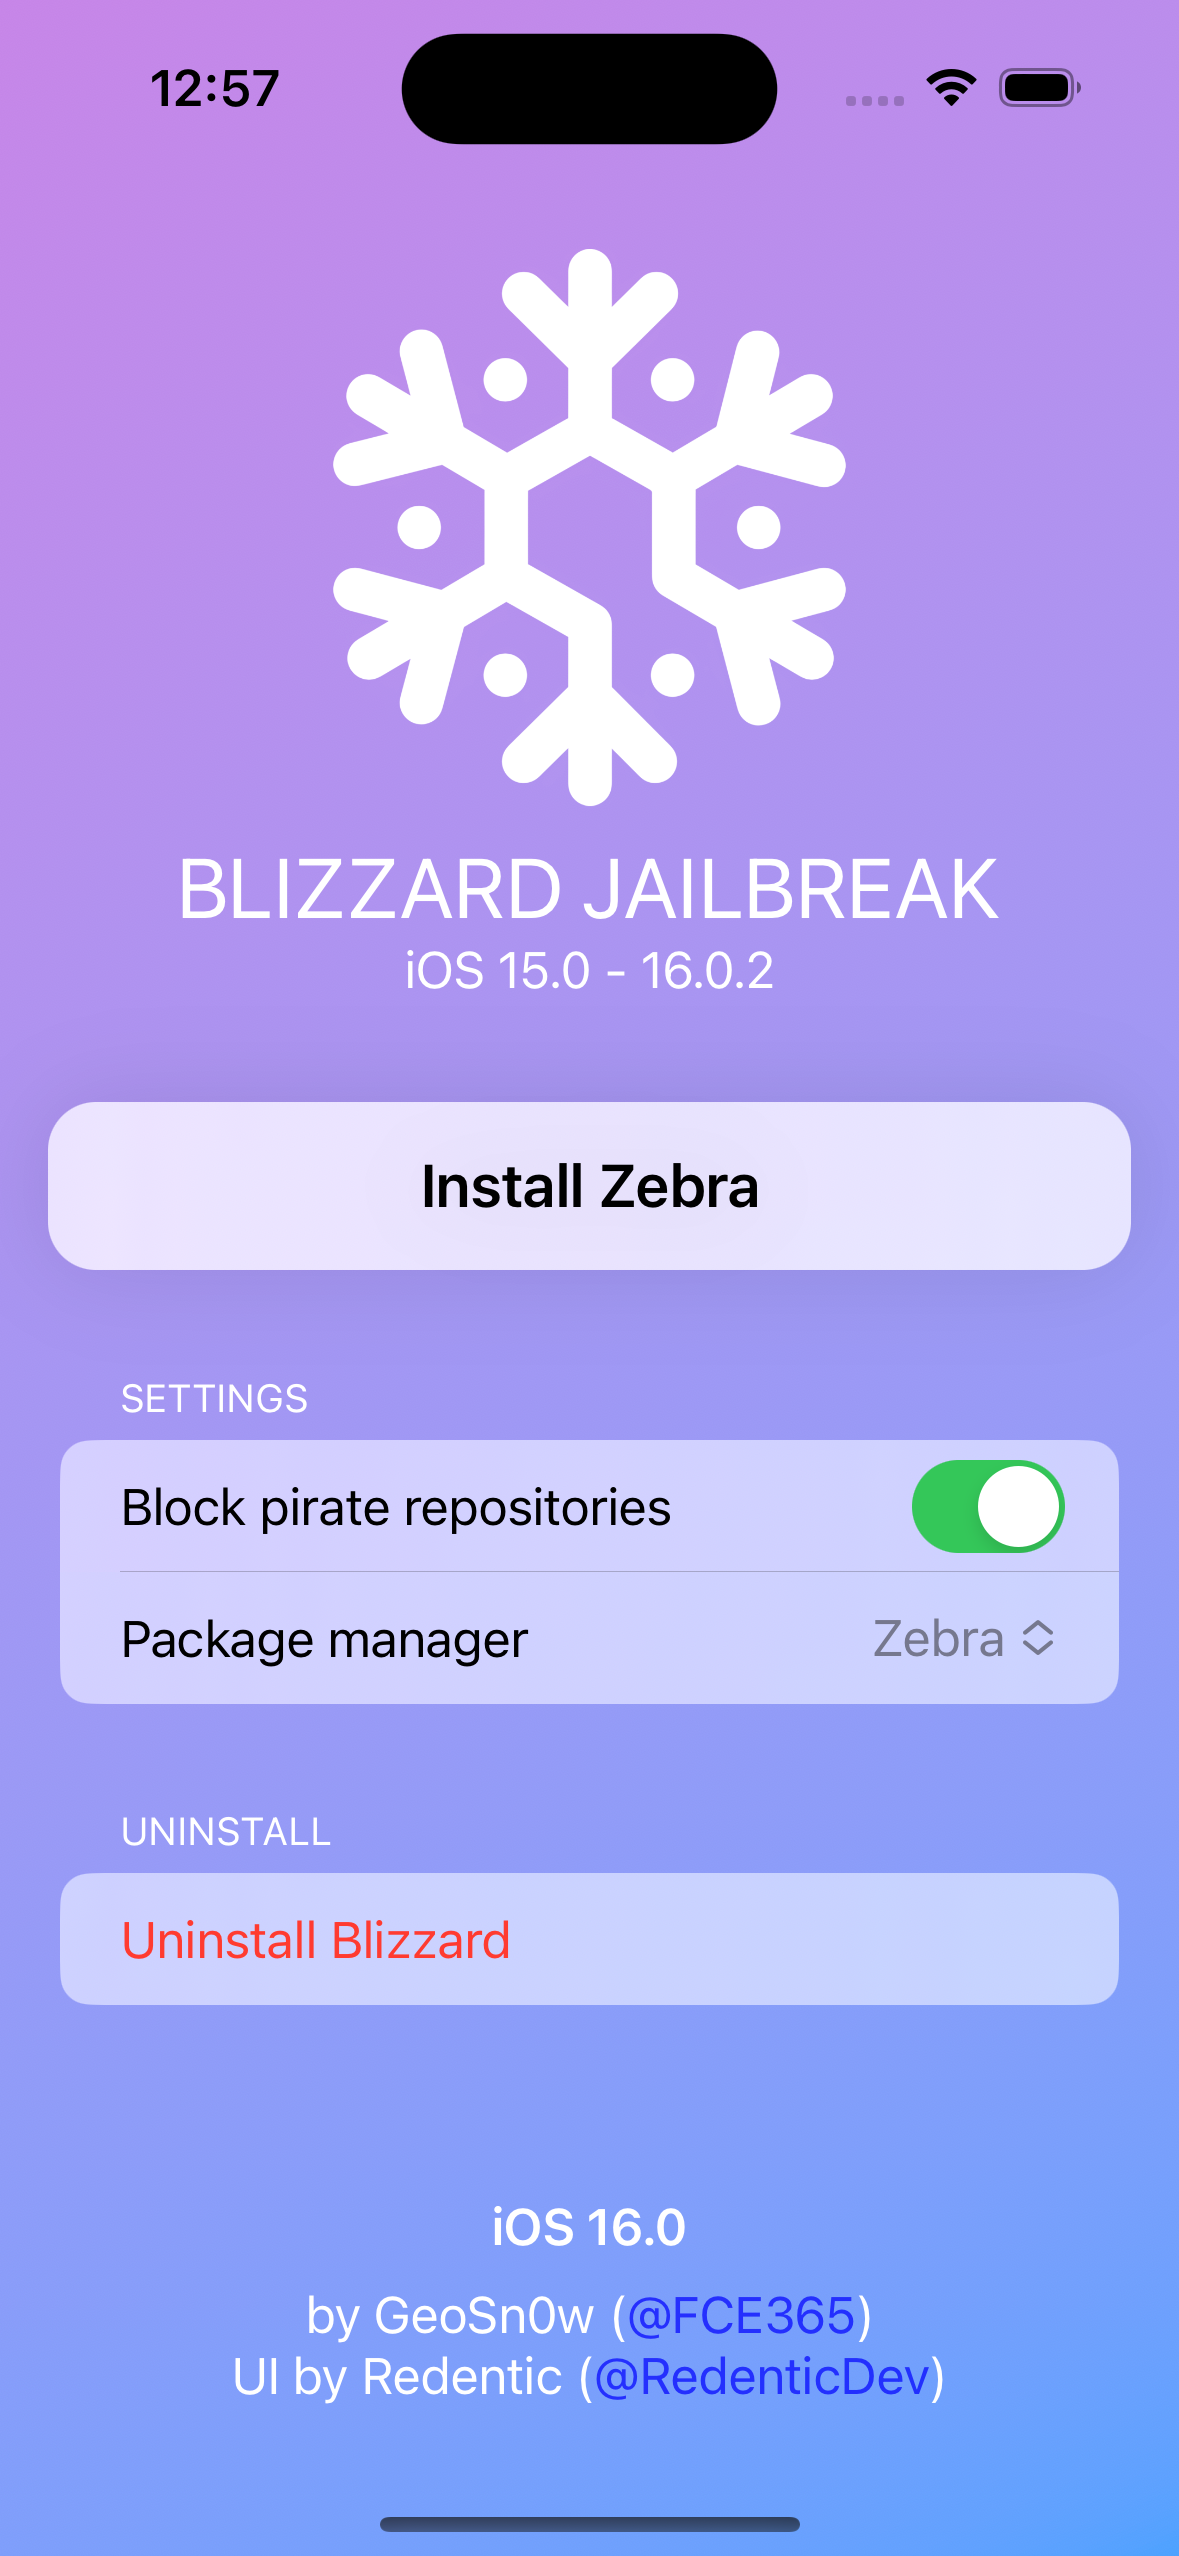 12:57
BLIZZARD JAILBREAK
iOS 15.0 - 16.0.2
Install Zebra
SETTINGS
Block pirate repositories
Package manager Zebra
UNINSTALL
Uninstall Blizzard
iOS 16.0
by GeoSn0w (@FCE365)
UI by Redentic (@RedenticDev)